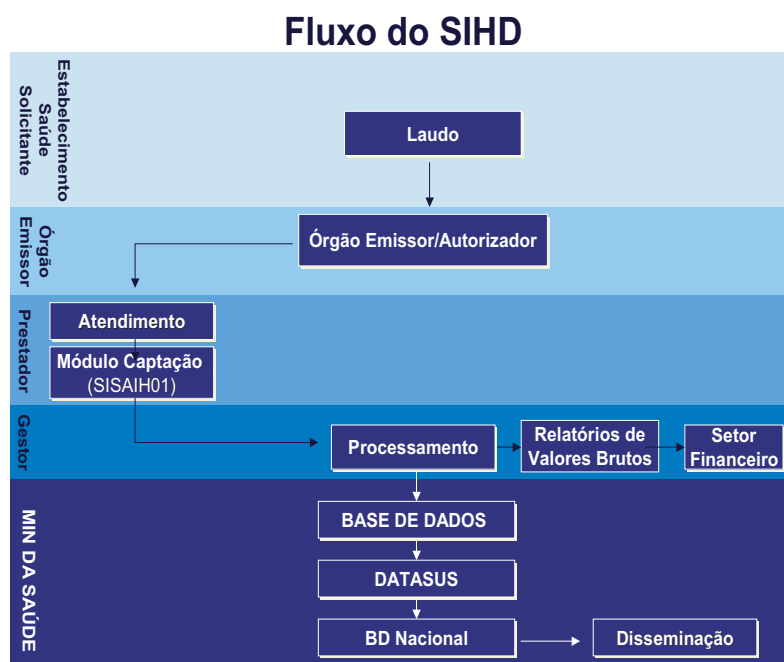 Fluxo do SIHD
Estabelecimento
Saúde
Solicitante
Laudo
Órgão
Emissor
Órgão Emissor/Autorizador
Prestador
Atendimento
Módulo Captação
(SISAIH01)
Gestor
Processamento
Relatórios de
Valores Brutos
Setor
Financeiro
MIN DA SAÚDE
BASE DE DADOS
DATASUS
BD Nacional
Disseminação